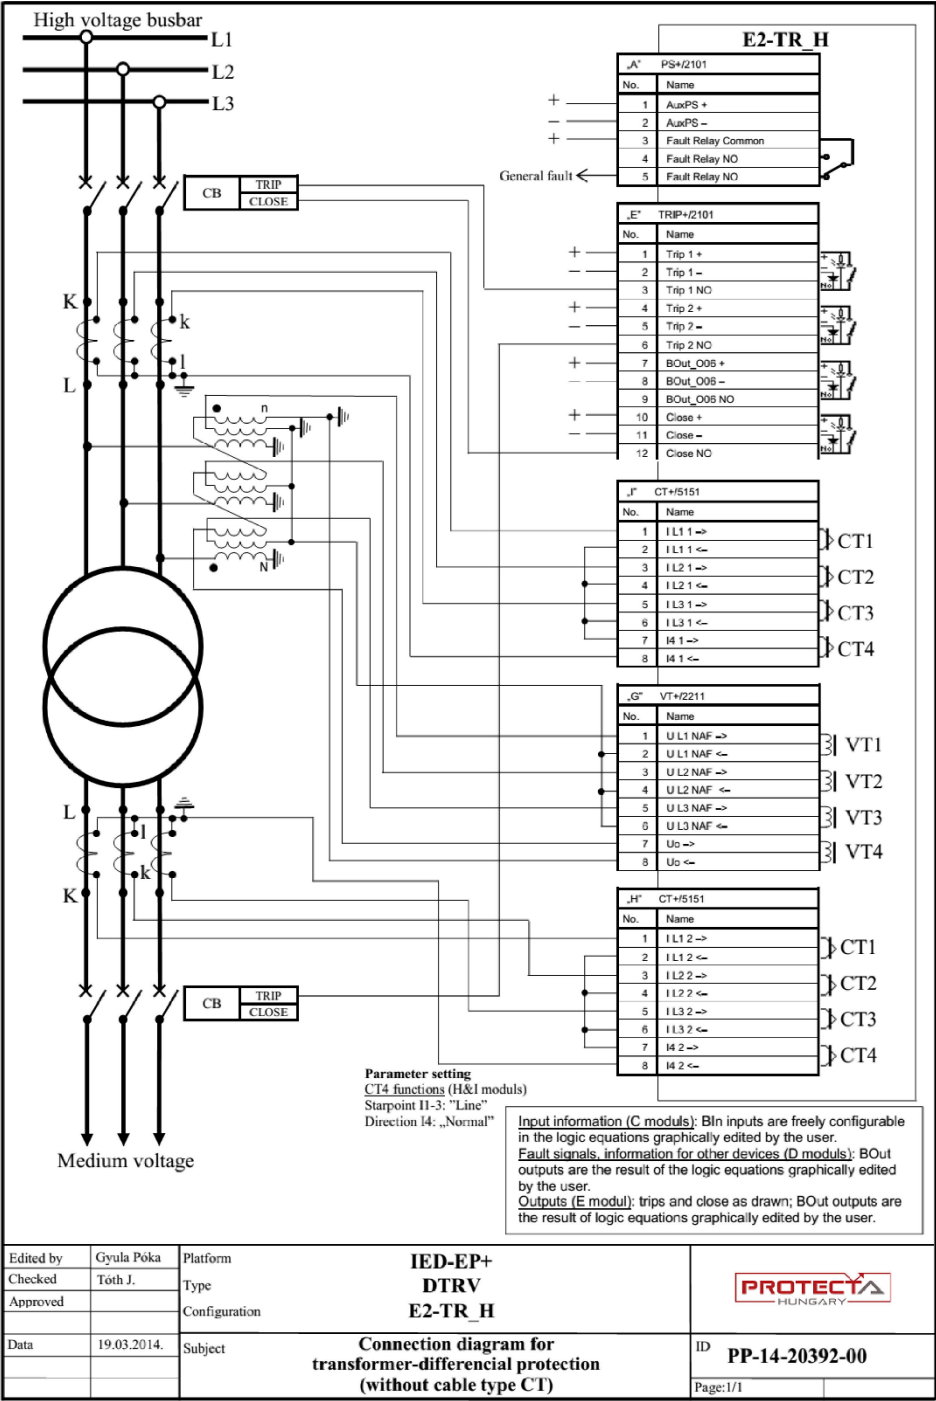 High voltage busbar
L1
L2
L3
E2-TR_H
„A" PS+/2101
No. Name
+ 1 AuxPS +
– 2 AuxPS –
+ 3 Fault Relay Common
4 Fault Relay NO
General fault 5 Fault Relay NO
CB TRIP
CLOSE
„E" TRIP+/2101
No. Name
+ 1 Trip 1 +
– 2 Trip 1 –
3 Trip 1 NO
+ 4 Trip 2 +
– 5 Trip 2 –
6 Trip 2 NO
+ 7 BOut_O06 +
– 8 BOut_O06 –
9 BOut_O06 NO
+ 10 Close +
– 11 Close –
12 Close NO
K
k
l
L
n
N
„I" CT+/5151
No. Name
1 I L1 1 –>
2 I L1 1 <–
3 I L2 1 –>
4 I L2 1 <–
5 I L3 1 –>
6 I L3 1 <–
7 I4 1 –>
8 I4 1 <–
CT1
CT2
CT3
CT4
„G" VT+/2211
No. Name
1 U L1 NAF –>
2 U L1 NAF <–
3 U L2 NAF –>
4 U L2 NAF <–
5 U L3 NAF –>
6 U L3 NAF <–
7 Uo –>
8 Uo <–
VT1
VT2
VT3
VT4
L
l
k
K
„H" CT+/5151
No. Name
1 I L1 2 –>
2 I L1 2 <–
3 I L2 2 –>
4 I L2 2 <–
5 I L3 2 –>
6 I L3 2 <–
7 I4 2 –>
8 I4 2 <–
CT1
CT2
CT3
CT4
CB TRIP
CLOSE
Medium voltage
Parameter setting
CT4 functions (H&I moduls)
Starpoint I1-3: "Line"
Direction I4: „Normal"
Input information (C moduls): BIn inputs are freely configurable
in the logic equations graphically edited by the user.
Fault signals, information for other devices (D moduls): BOut
outputs are the result of the logic equations graphically edited
by the user.
Outputs (E modul): trips and close as drawn; BOut outputs are
the result of logic equations graphically edited by the user.
Edited by Gyula Póka
Checked Tóth J.
Approved
Data 19.03.2014.
Platform IED-EP+
Type DTRV
Configuration E2-TR_H
Subject Connection diagram for
transformer-differencial protection
(without cable type CT)
PROTECTA
HUNGARY
ID PP-14-20392-00
Page:1/1